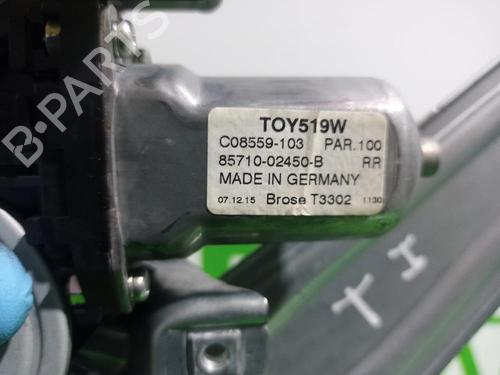 B-PARTS
TOY519W
C08559-103 PAR.100
85710-02450-B RR
MADE IN GERMANY
07.12.15 Brose T3302 1130
T I